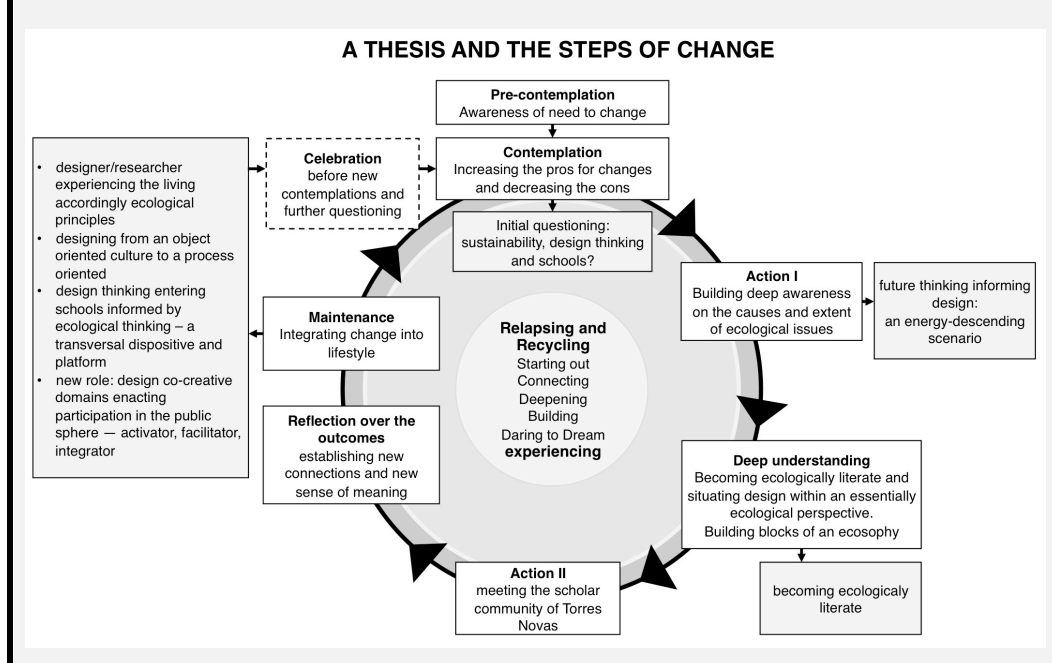 A THESIS AND THE STEPS OF CHANGE
Pre-contemplation
Awareness of need to change
Contemplation
Increasing the pros for changes
and decreasing the cons
Initial questioning:
sustainability, design thinking
and schools?
Action I
Building deep awareness
on the causes and extent
of ecological issues
future thinking informing
design:
an energy-descending
scenario
Deep understanding
Becoming ecologically literate and
situating design within an essentially
ecological perspective.
Building blocks of an ecosophy
becoming ecologicaly
literate
Action II
meeting the scholar
community of Torres
Novas
Reflection over the
outcomes
establishing new
connections and new
sense of meaning
Maintenance
Integrating change into
lifestyle
• designer/researcher
experiencing the living
accordingly ecological
principles
• designing from an object
oriented culture to a process
oriented
• design thinking entering
schools informed by
ecological thinking – a
transversal dispositive and
platform
• new role: design co-creative
domains enacting
participation in the public
sphere — activator, facilitator,
integrator
Celebration
before new
contemplations and
further questioning
Relapsing and
Recycling
Starting out
Connecting
Deepening
Building
Daring to Dream
experiencing